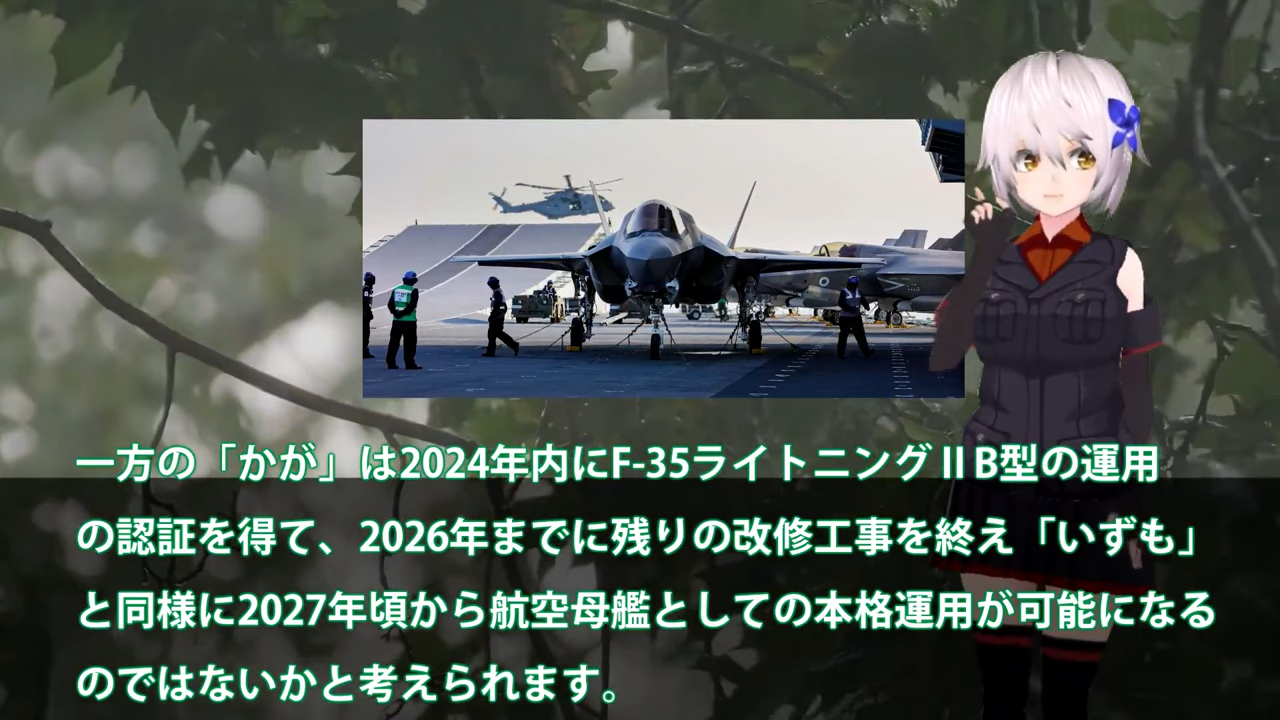 一方の「かが」は2024年内にF-35ライトニングⅡB型の運用
の認証を得て、2026年までに残りの改修工事を終え「いずも」
と同様に2027年頃から航空母艦としての本格運用が可能になる
のではないかと考えられます。